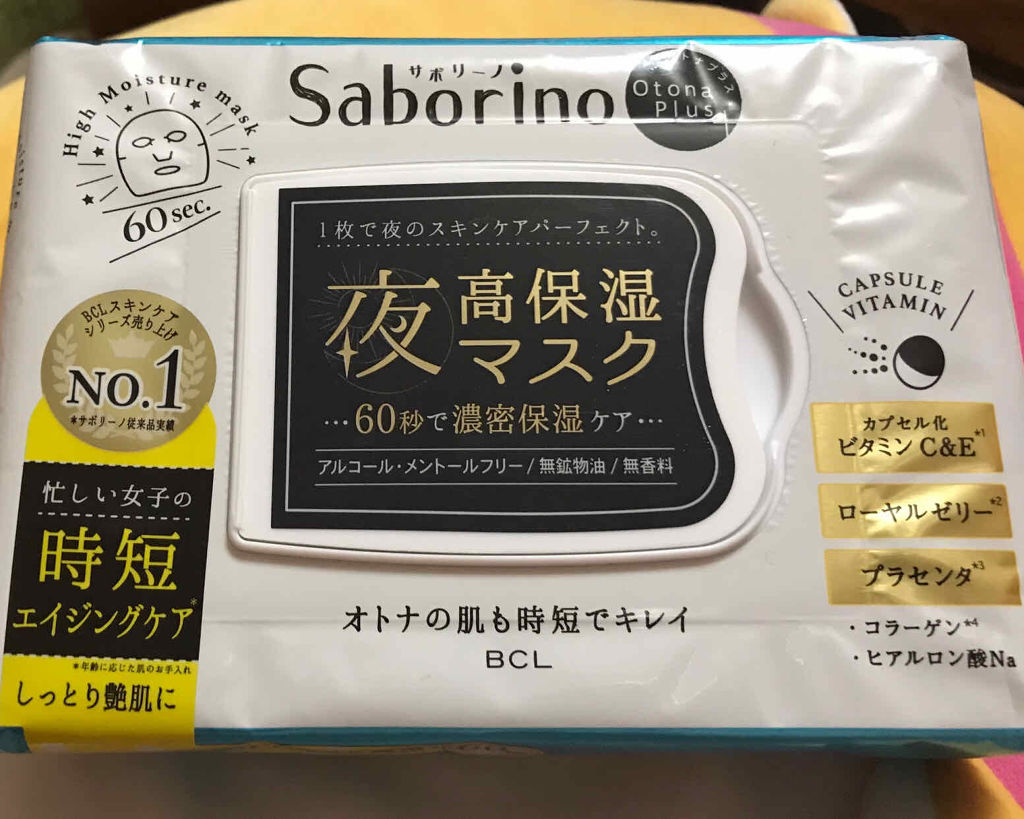 サボリーノ
Saborino
オトナプラス
Otona
Plus
High Moisture mask
60 sec.
1枚で夜のスキンケアパーフェクト。
夜
高保湿
マスク
…60秒で濃密保湿ケア…
アルコール・メントールフリー/無鉱物油/無香料
BCLスキンケア
シリーズ売り上げ
NO.1
*サボリーノ従来品実績
忙しい女子の
時短
エイジングケア*
*年齢に応じた肌のお手入れ
しっとり艶肌に
CAPSULE
VITAMIN
カプセル化
ビタミンC&E*1
ローヤルゼリー*2
プラセンタ*3
・コラーゲン*4
・ヒアルロン酸Na
オトナの肌も時短でキレイ
BCL